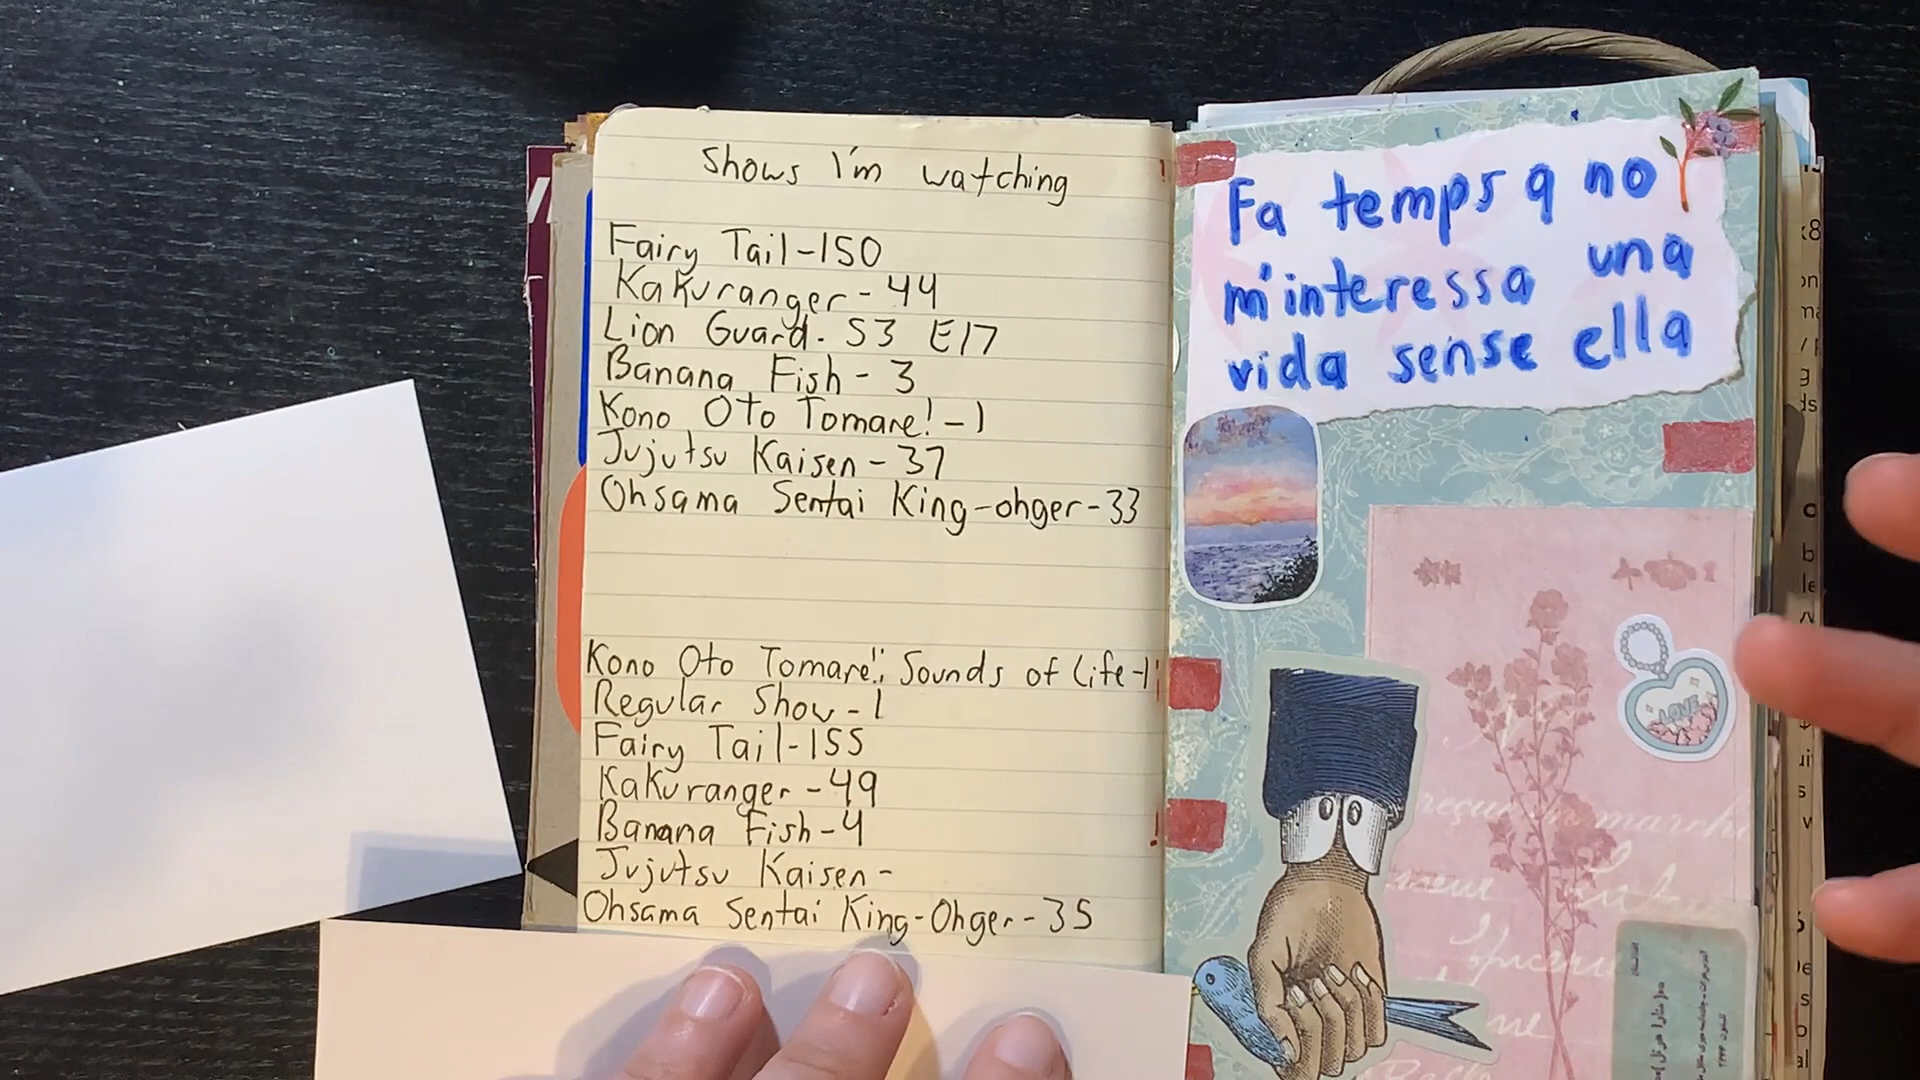 Shows I'm watching
Fairy Tail-150
Kakuranger-44
Lion Guard. S3 E17
Banana Fish - 3
Kono Oto Tomare! - 1
Jujutsu Kaisen - 37
Ohsama Sentai King-ohger-33
Kono Oto Tomare!: Sounds of Life-1
Regular Show - 1
Fairy Tail-155
Kakuranger - 49
Banana Fish-4
Jujutsu Kaisen -
Ohsama Sentai King-Ohger-35
Fa temps q no
m'interessa una
vida sense ella
LOVE